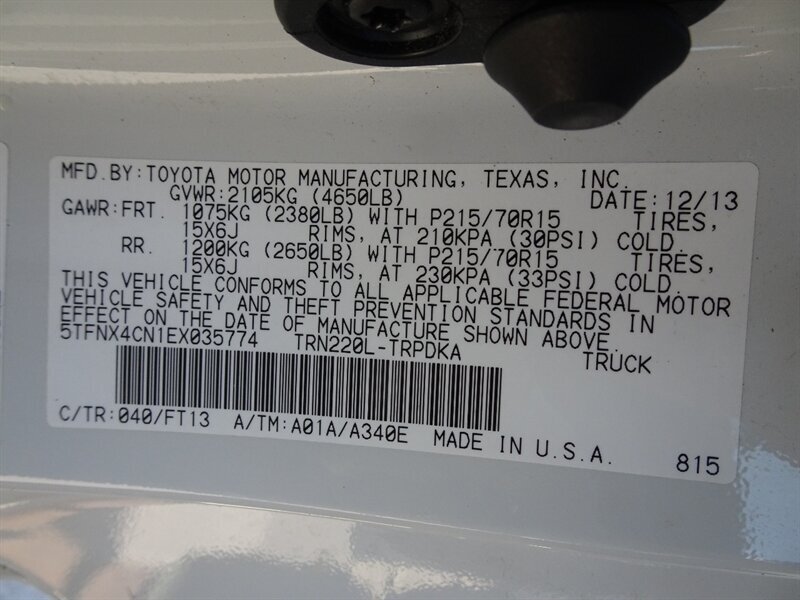 MFD.BY:TOYOTA MOTOR MANUFACTURING, TEXAS, INC.
GVWR:2105KG (4650LB) DATE:12/13
GAWR:FRT. 1075KG (2380LB) WITH P215/70R15 TIRES,
15X6J RIMS, AT 210KPA (30PSI) COLD.
RR. 1200KG (2650LB) WITH P215/70R15 TIRES,
15X6J RIMS, AT 230KPA (33PSI) COLD.
THIS VEHICLE CONFORMS TO ALL APPLICABLE FEDERAL MOTOR
VEHICLE SAFETY AND THEFT PREVENTION STANDARDS IN
EFFECT ON THE DATE OF MANUFACTURE SHOWN ABOVE.
5TFNX4CN1EX035774 TRN220L-TRPDKA TRUCK
C/TR:040/FT13 A/TM:A01A/A340E MADE IN U.S.A. 815